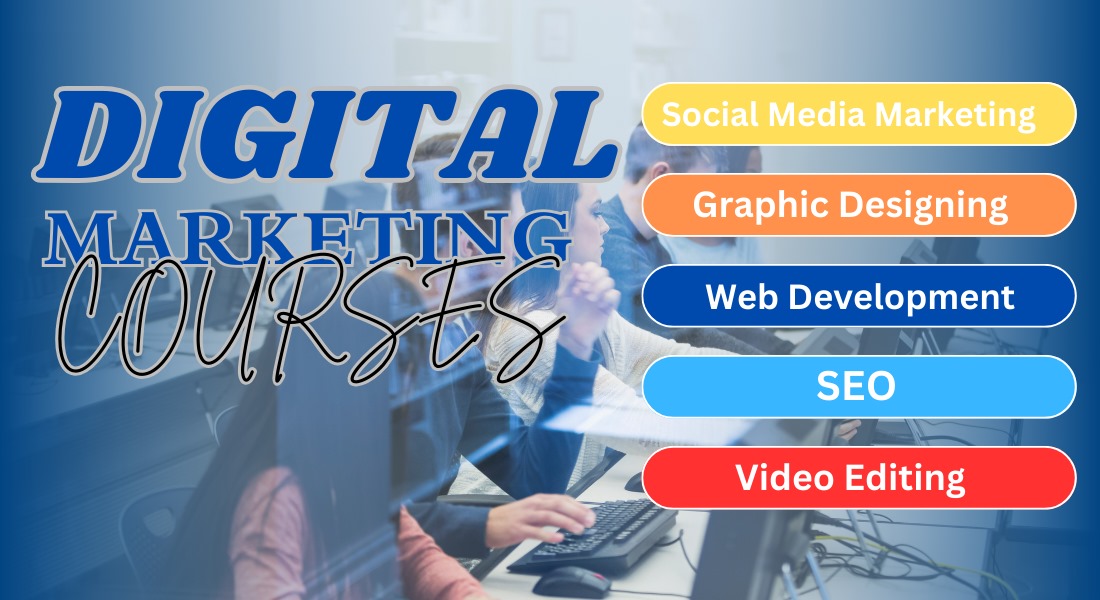 DIGITAL
MARKETING
COURSES
Social Media Marketing
Graphic Designing
Web Development
SEO
Video Editing